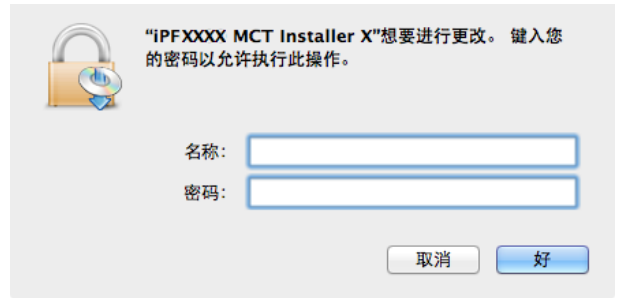 “iPFXXXX MCT Installer X”想要进行更改。 键入您
的密码以允许执行此操作。
名称：
密码：
取消
好